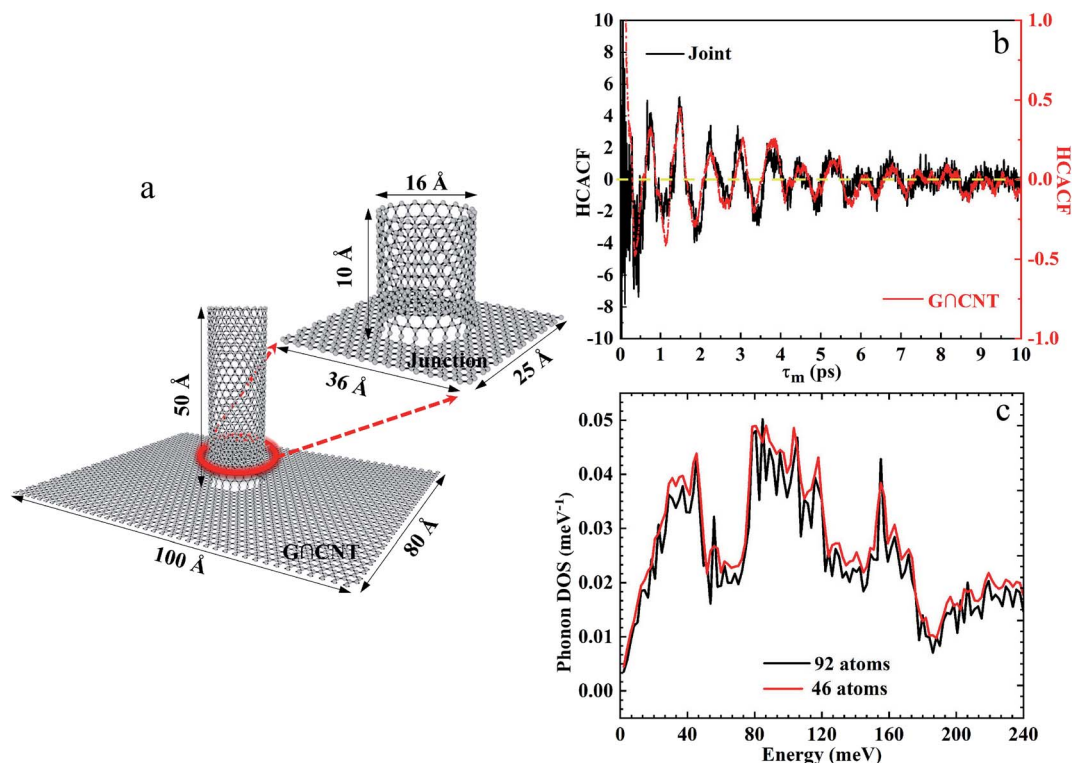 a
16 Å
10 Å
Junction
36 Å
25 Å
50 Å
G∩CNT
100 Å
80 Å
b
Joint
G∩CNT
HCACF
HCACF
10
8
6
4
2
0
-2
-4
-6
-8
-10
1.0
0.5
0.0
-0.5
-1.0
0 1 2 3 4 5 6 7 8 9 10
τm (ps)
c
Phonon DOS (meV⁻¹)
0.05
0.04
0.03
0.02
0.01
0.00
92 atoms
46 atoms
0 40 80 120 160 200 240
Energy (meV)